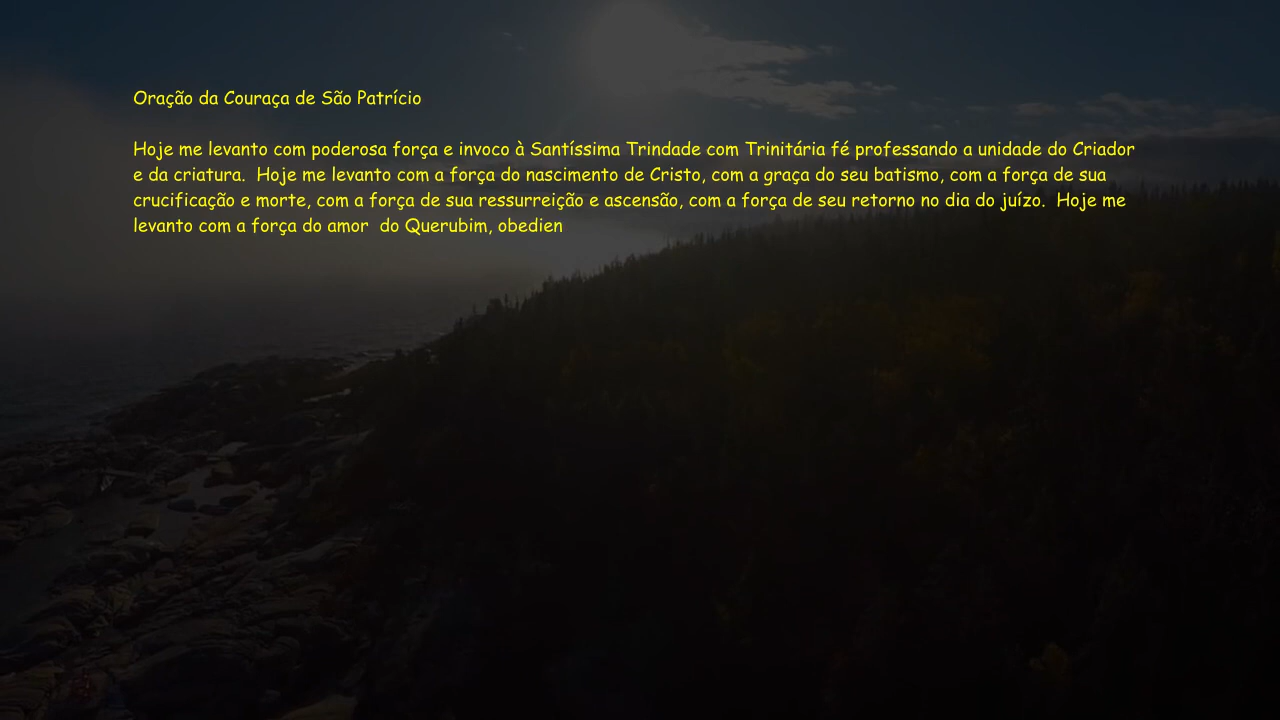 Oração da Couraça de São Patrício
Hoje me levanto com poderosa força e invoco à Santíssima Trindade com Trinitária fé professando a unidade do Criador
e da criatura.  Hoje me levanto com a força do nascimento de Cristo, com a graça do seu batismo, com a força de sua
crucificação e morte, com a força de sua ressurreição e ascensão, com a força de seu retorno no dia do juízo.  Hoje me
levanto com a força do amor  do Querubim, obedien